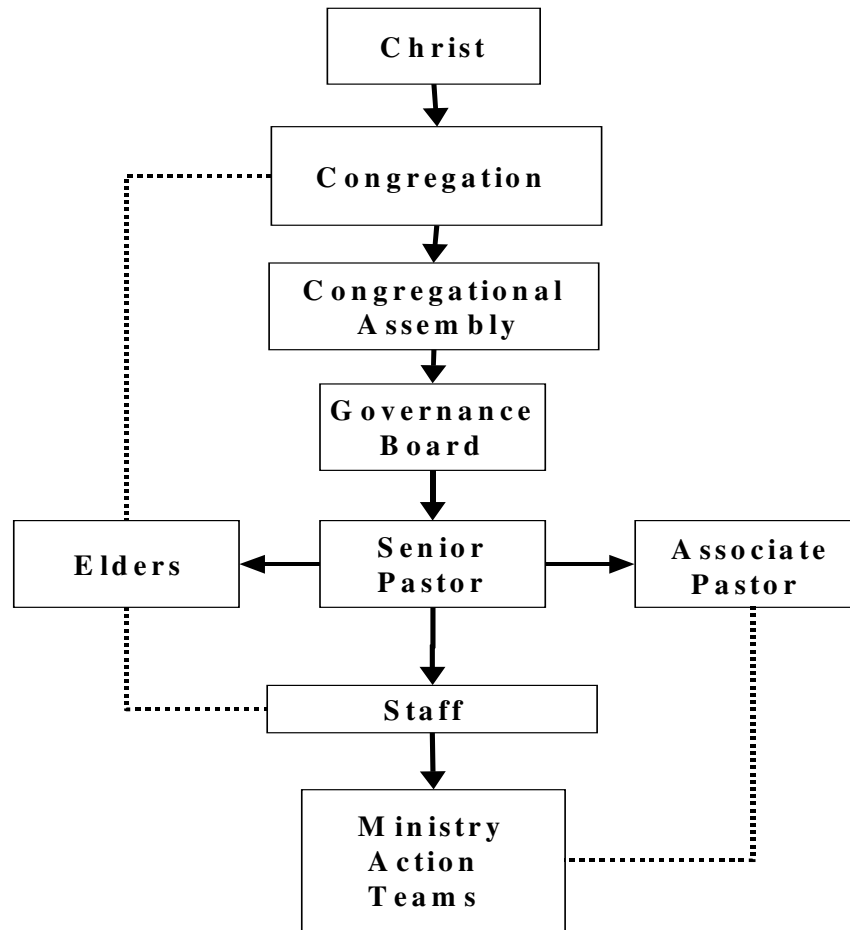 Christ
Congregation
Congregational
Assembly
Governance
Board
Elders
Senior
Pastor
Associate
Pastor
Staff
Ministry
Action
Teams